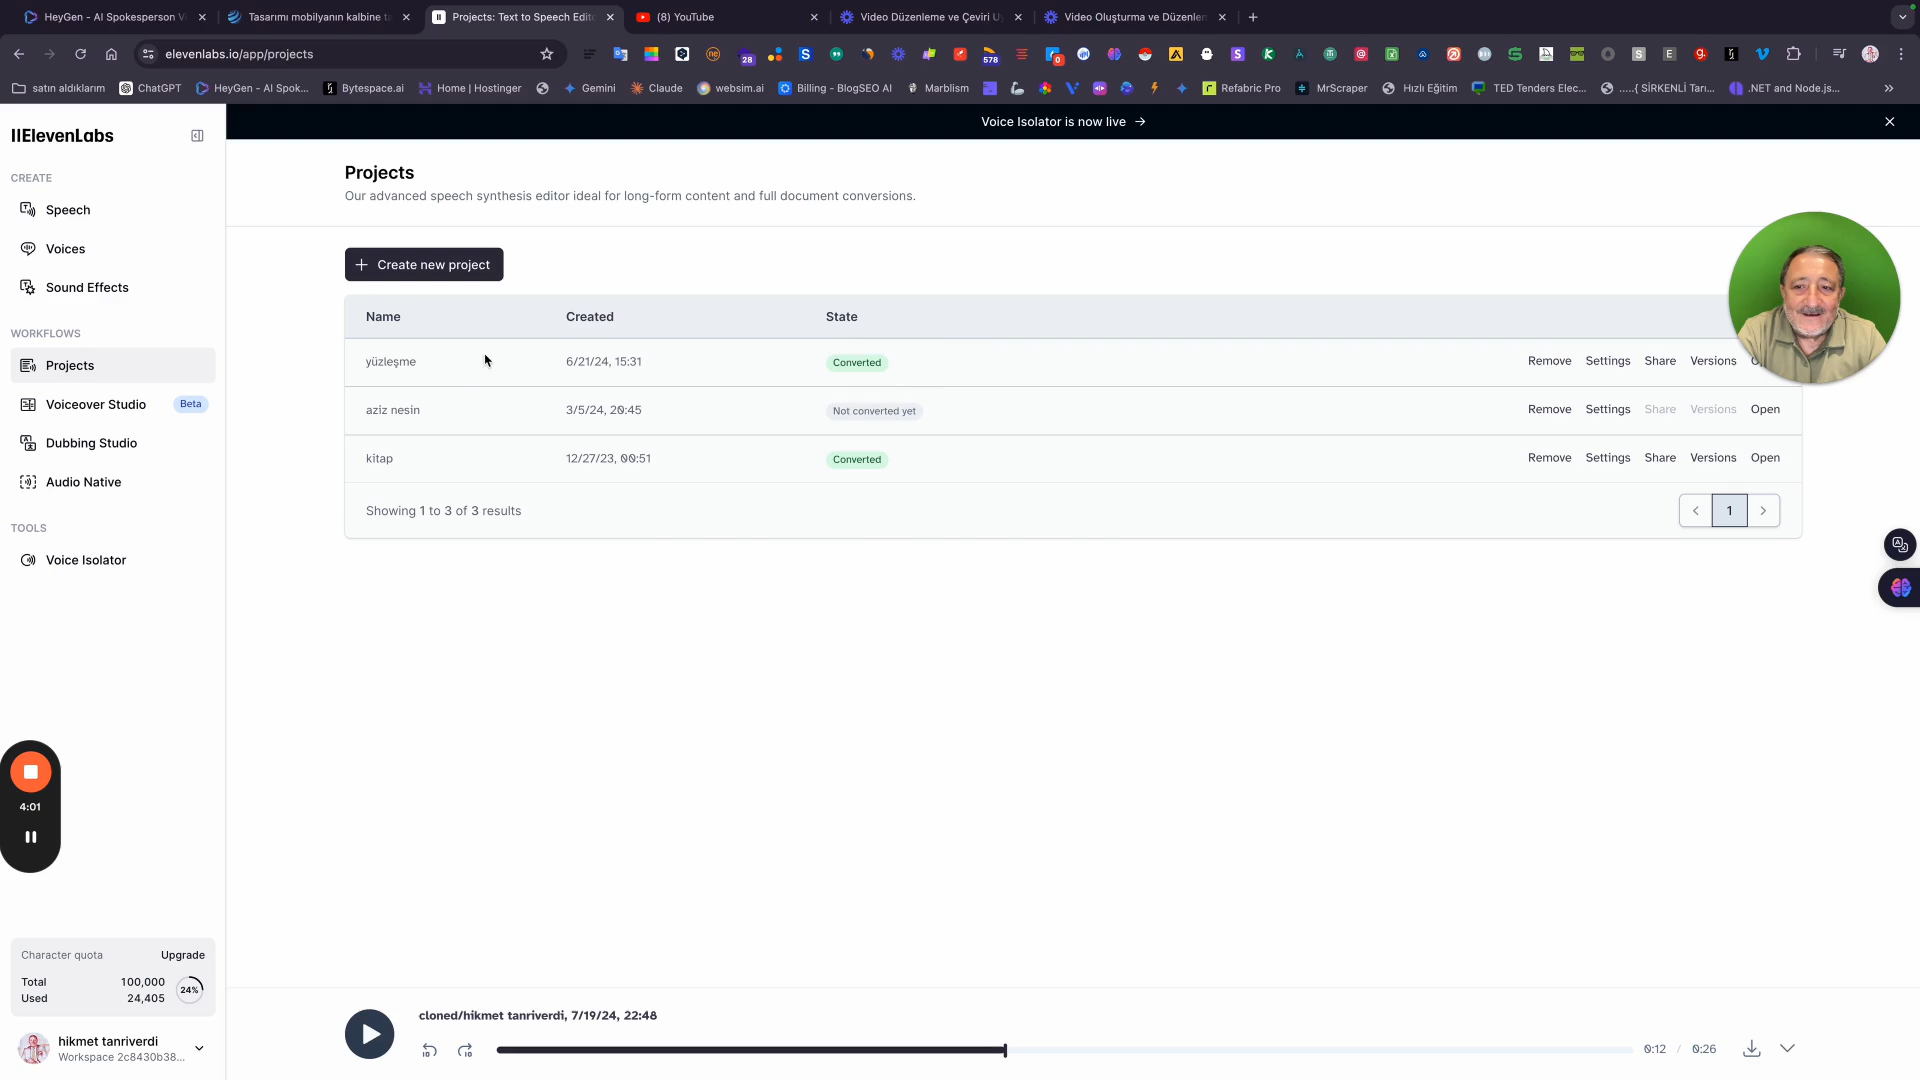 HeyGen - AI Spokesperson Vi
Tasarımı mobilyanın kalbine ta
Projects: Text to Speech Edito
(8) YouTube
Video Düzenleme ve Çeviri Uy
Video Oluşturma ve Düzenlen
elevenlabs.io/app/projects
28
578
0
satın aldıklarım
ChatGPT
HeyGen - AI Spok...
Bytespace.ai
Home | Hostinger
Gemini
Claude
websim.ai
Billing - BlogSEO AI
Marblism
Refabric Pro
MrScraper
Hızlı Eğitim
TED Tenders Elec...
.....{ SİRKENLİ Tarı...
.NET and Node.js...
IIElevenLabs
Voice Isolator is now live →
CREATE
Speech
Voices
Sound Effects
WORKFLOWS
Projects
Voiceover Studio Beta
Dubbing Studio
Audio Native
TOOLS
Voice Isolator
Projects
Our advanced speech synthesis editor ideal for long-form content and full document conversions.
+ Create new project
Name Created State
yüzleşme 6/21/24, 15:31 Converted Remove Settings Share Versions
aziz nesin 3/5/24, 20:45 Not converted yet Remove Settings Share Versions Open
kitap 12/27/23, 00:51 Converted Remove Settings Share Versions Open
Showing 1 to 3 of 3 results
1
4:01
Character quota Upgrade
Total 100,000
Used 24,405
24%
hikmet tanriverdi
Workspace 2c8430b38...
cloned/hikmet tanriverdi, 7/19/24, 22:48
10 10
0:12 / 0:26